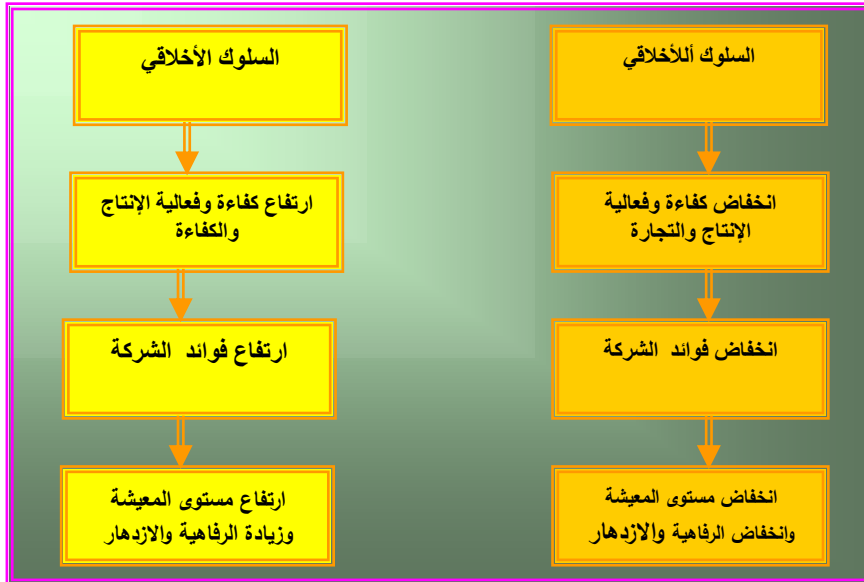 السلوك أللأخلاقي
انخفاض كفاءة وفعالية
الإنتاج والتجارة
انخفاض فوائد الشركة
انخفاض مستوى المعيشة
وانخفاض الرفاهية والازدهار
السلوك الأخلاقي
ارتفاع كفاءة وفعالية الإنتاج
والكفاءة
ارتفاع فوائد الشركة
ارتفاع مستوى المعيشة
وزيادة الرفاهية والازدهار